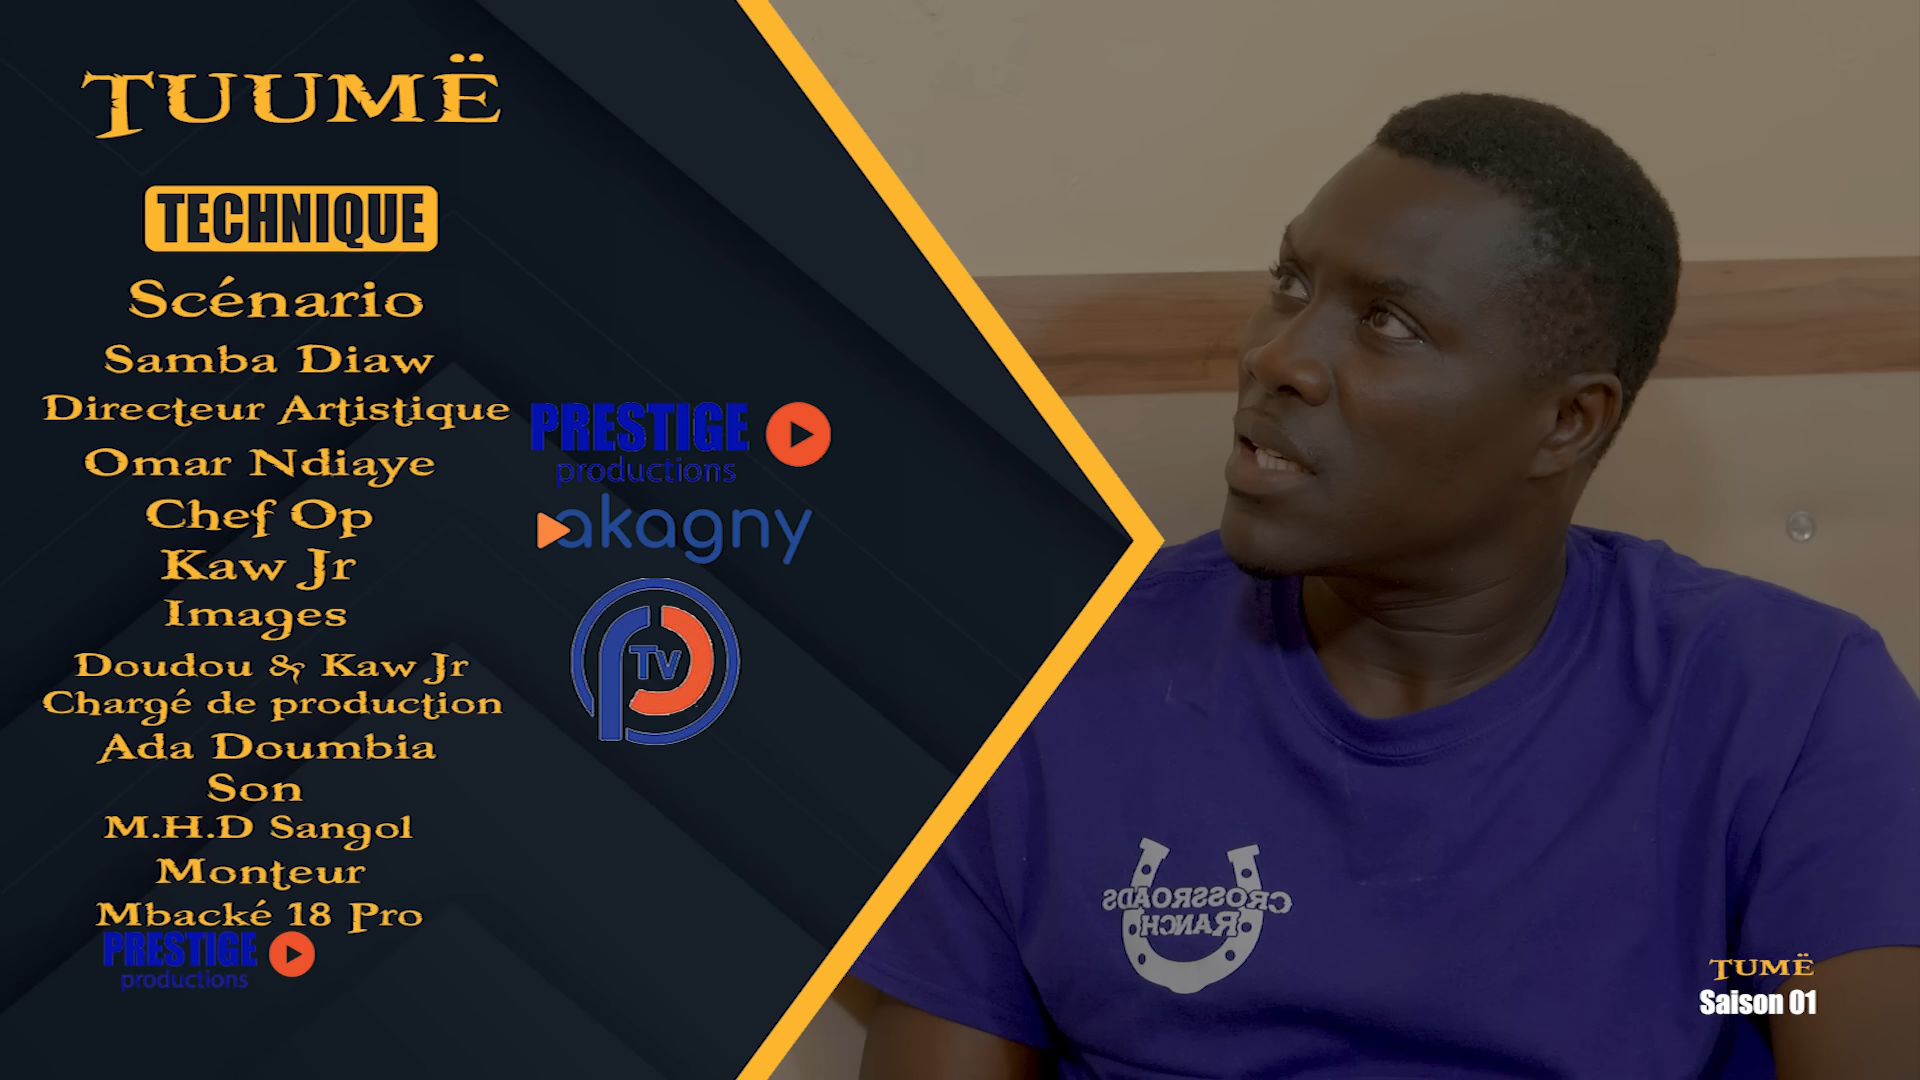 TUUMË
TECHNIQUE
Scénario
Samba Diaw
Directeur Artistique
Omar Ndiaye
Chef Op
Kaw Jr
Images
Doudou & Kaw Jr
Chargé de production
Ada Doumbia
Son
M.H.D Sangol
Monteur
Mbacké 18 Pro
PRESTIGE
productions
PRESTIGE
productions
akagny
TV
CROSSROADS
RANCH
TUMË
Saison 01